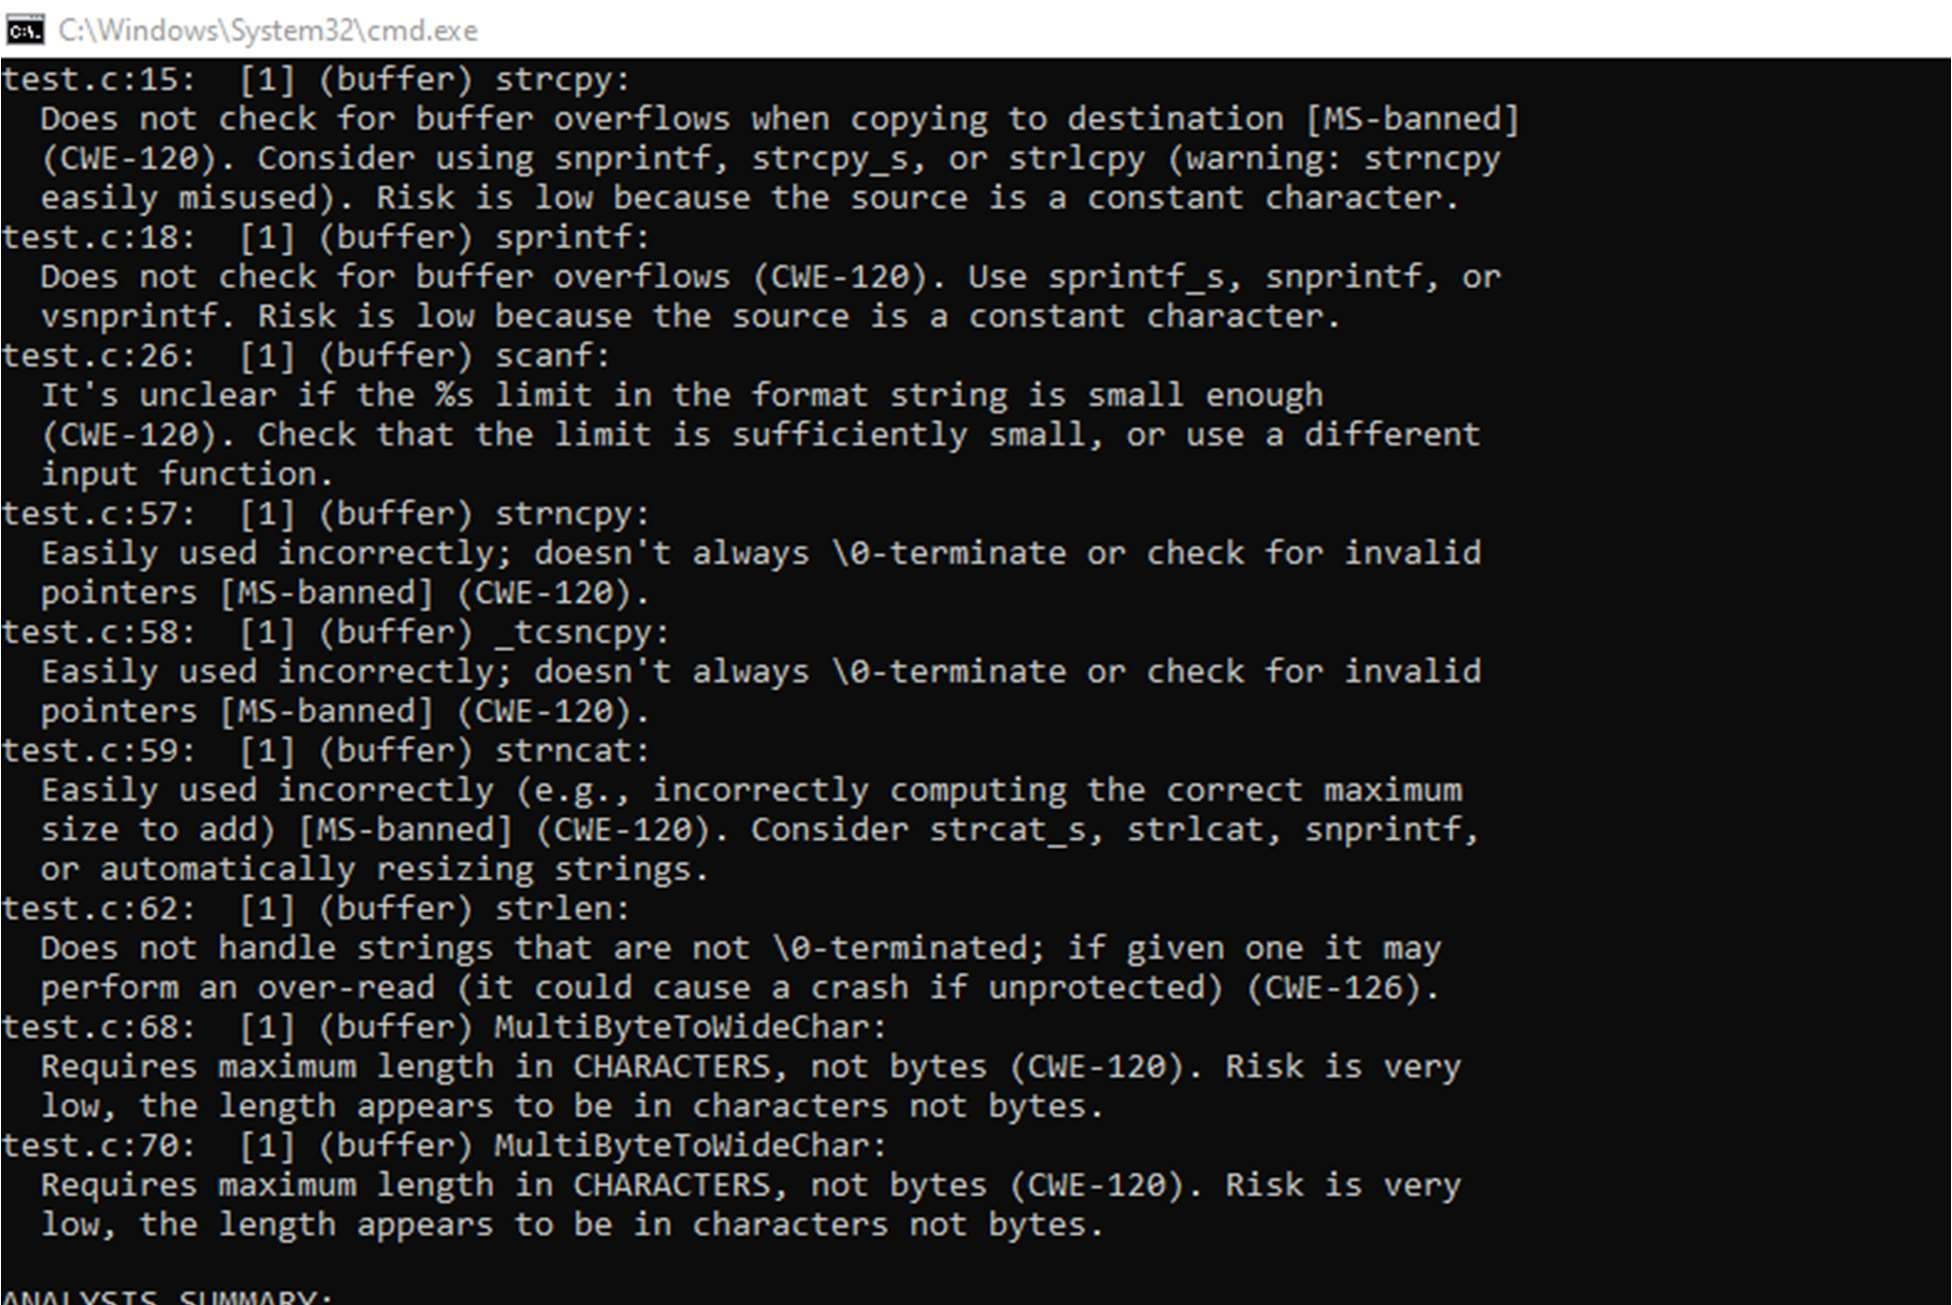 C:\Windows\System32\cmd.exe
test.c:15:  [1] (buffer) strcpy:
  Does not check for buffer overflows when copying to destination [MS-banned]
  (CWE-120). Consider using snprintf, strcpy_s, or strlcpy (warning: strncpy
  easily misused). Risk is low because the source is a constant character.
test.c:18:  [1] (buffer) sprintf:
  Does not check for buffer overflows (CWE-120). Use sprintf_s, snprintf, or
  vsnprintf. Risk is low because the source is a constant character.
test.c:26:  [1] (buffer) scanf:
  It's unclear if the %s limit in the format string is small enough
  (CWE-120). Check that the limit is sufficiently small, or use a different
  input function.
test.c:57:  [1] (buffer) strncpy:
  Easily used incorrectly; doesn't always \0-terminate or check for invalid
  pointers [MS-banned] (CWE-120).
test.c:58:  [1] (buffer) _tcsncpy:
  Easily used incorrectly; doesn't always \0-terminate or check for invalid
  pointers [MS-banned] (CWE-120).
test.c:59:  [1] (buffer) strncat:
  Easily used incorrectly (e.g., incorrectly computing the correct maximum
  size to add) [MS-banned] (CWE-120). Consider strcat_s, strlcat, snprintf,
  or automatically resizing strings.
test.c:62:  [1] (buffer) strlen:
  Does not handle strings that are not \0-terminated; if given one it may
  perform an over-read (it could cause a crash if unprotected) (CWE-126).
test.c:68:  [1] (buffer) MultiByteToWideChar:
  Requires maximum length in CHARACTERS, not bytes (CWE-120). Risk is very
  low, the length appears to be in characters not bytes.
test.c:70:  [1] (buffer) MultiByteToWideChar:
  Requires maximum length in CHARACTERS, not bytes (CWE-120). Risk is very
  low, the length appears to be in characters not bytes.
ANALYSIS SUMMARY: